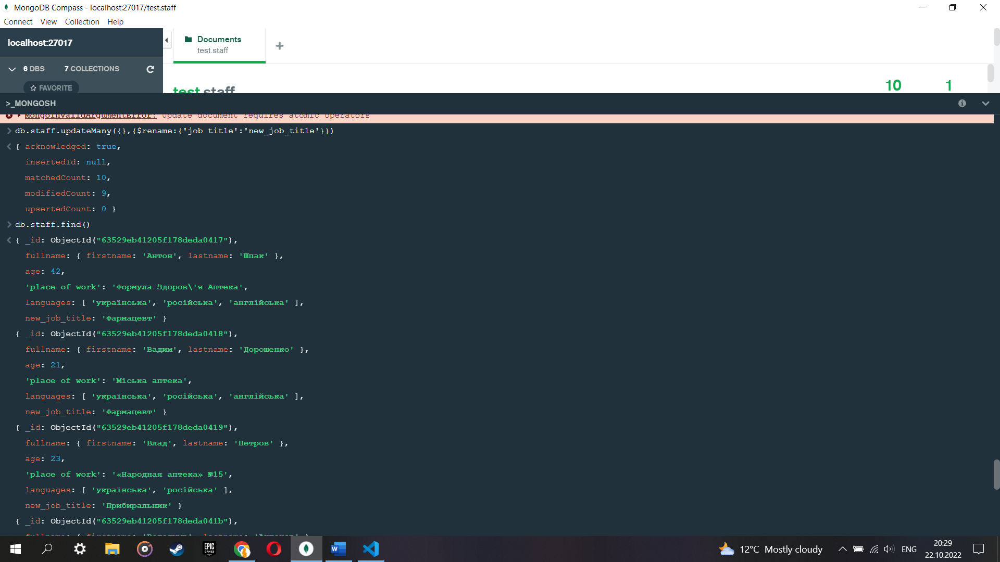 MongoDB Compass - localhost:27017/test.staff
Connect View Collection Help
localhost:27017
Documents
test.staff
6 DBS 7 COLLECTIONS
FAVORITE
test.staff
10 1
>_MONGOSH
MongoInvalidArgumentError: Update document requires atomic operators
db.staff.updateMany({},{$rename:{'job title':'new_job_title'}})
{ acknowledged: true,
insertedId: null,
matchedCount: 10,
modifiedCount: 9,
upsertedCount: 0 }
db.staff.find()
{ _id: ObjectId("63529eb41205f178deda0417"),
fullname: { firstname: 'Антон', lastname: 'Шпак' },
age: 42,
'place of work': 'Формула Здоров\'я Аптека',
languages: [ 'українська', 'російська', 'англійська' ],
new_job_title: 'Фармацевт' }
{ _id: ObjectId("63529eb41205f178deda0418"),
fullname: { firstname: 'Вадим', lastname: 'Дорошенко' },
age: 21,
'place of work': 'Міська аптека',
languages: [ 'українська', 'російська', 'англійська' ],
new_job_title: 'Фармацевт' }
{ _id: ObjectId("63529eb41205f178deda0419"),
fullname: { firstname: 'Влад', lastname: 'Петров' },
age: 23,
'place of work': '«Народная аптека» №15',
languages: [ 'українська', 'російська' ],
new_job_title: 'Прибиральник' }
{ _id: ObjectId("63529eb41205f178deda041b"),
fullname: { firstname: lastname:
EPIC GAMES
12°C Mostly cloudy
ENG
20:29
22.10.2022